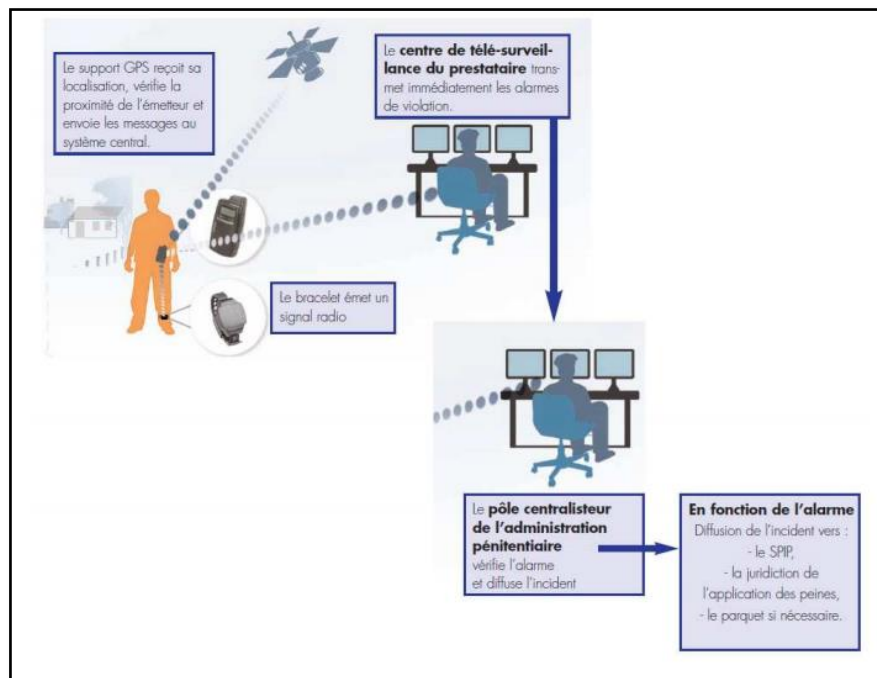 Le support GPS reçoit sa
localisation, vérifie la
proximité de l'émetteur et
envoie les messages au
système central.
Le centre de télé-surveil-
lance du prestataire trans-
met immédiatement les alarmes
de violation.
Le bracelet émet un
signal radio
Le pôle centralisteur
de l'administration
pénitentiaire
vérifie l'alarme
et diffuse l'incident
En fonction de l'alarme
Diffusion de l'incident vers :
- le SPIP,
- la juridiction de
l'application des peines,
- le parquet si nécessaire.